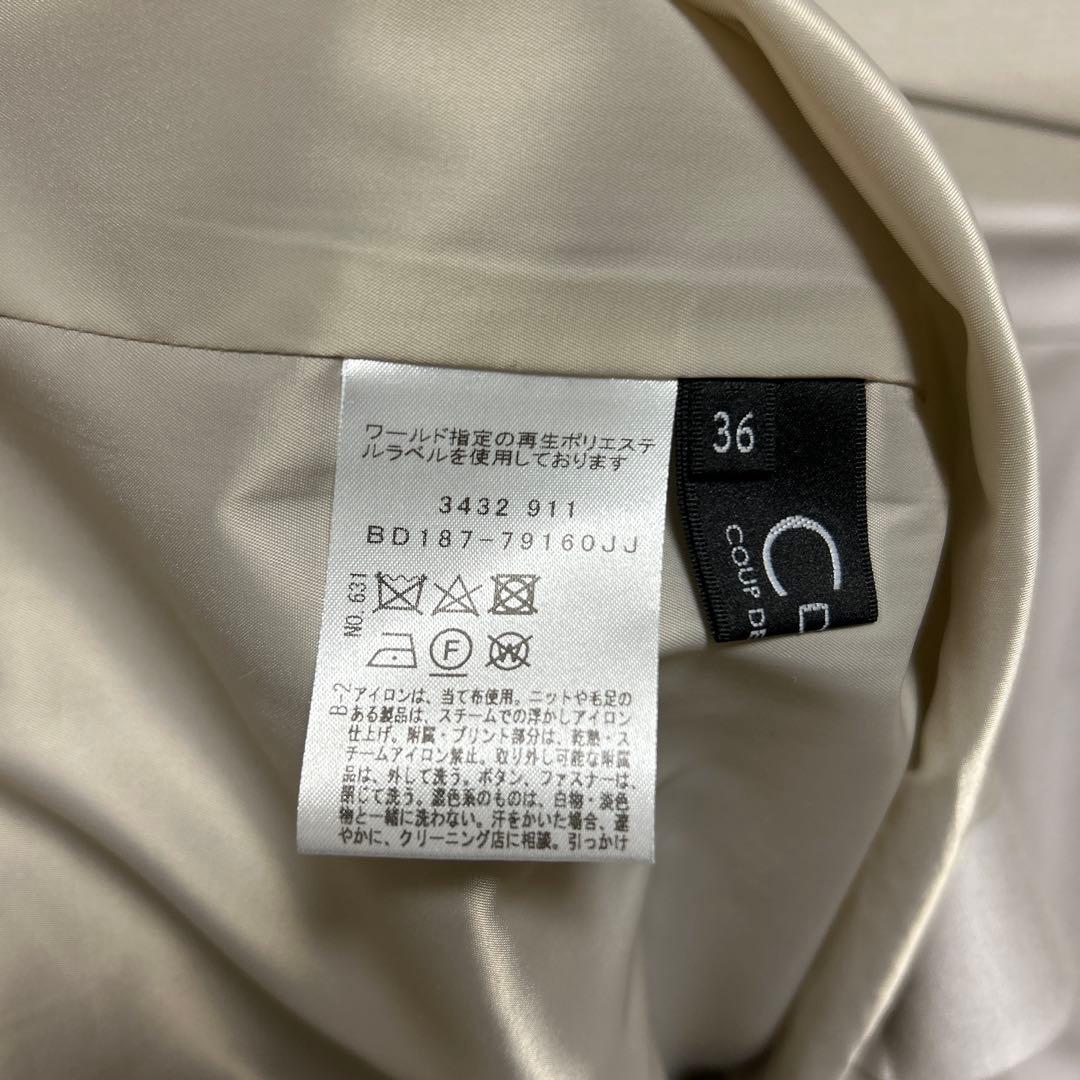 ワールド指定の再生ポリエステ
ルラベルを使用しております
3432 911
BD187-79160JJ
NO.631
F
W
B-2
アイロンは、当て布使用。ニットや毛足の
ある製品は、スチームでの浮かしアイロン
仕上げ。附属・プリント部分は、乾熱・ス
チームアイロン禁止。取り外し可能な附属
品は、外して洗う。ボタン、ファスナーは、
閉じて洗う。濃色系のものは、白物・淡色
物と一緒に洗わない。汗をかいた場合、速
やかに、クリーニング店に相談。引っかけ
36
COUP DE